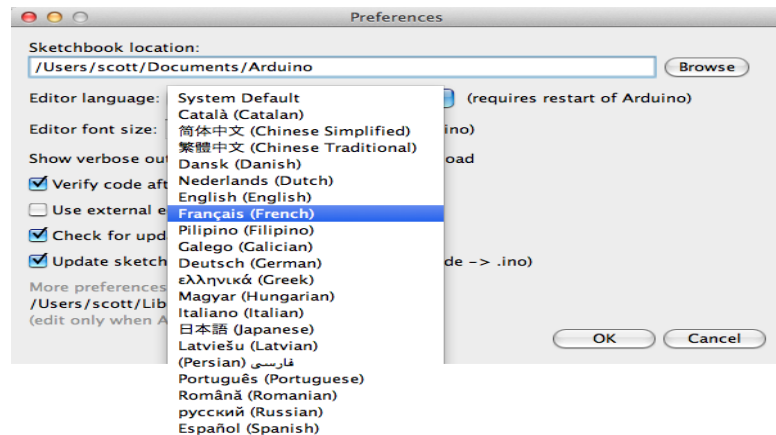 Preferences
Sketchbook location:
/Users/scott/Documents/Arduino
Browse
Editor language:
(requires restart of Arduino)
Editor font size:
ino)
Show verbose out
oad
Verify code aft
Use external e
Check for upd
Update sketch
de -> .ino)
More preferences
/Users/scott/Lib
(edit only when A
OK
Cancel
System Default
Català (Catalan)
简体中文 (Chinese Simplified)
繁體中文 (Chinese Traditional)
Dansk (Danish)
Nederlands (Dutch)
English (English)
Français (French)
Pilipino (Filipino)
Galego (Galician)
Deutsch (German)
ελληνικά (Greek)
Magyar (Hungarian)
Italiano (Italian)
日本語 (Japanese)
Latviešu (Latvian)
فارسی (Persian)
Português (Portuguese)
Română (Romanian)
русский (Russian)
Español (Spanish)